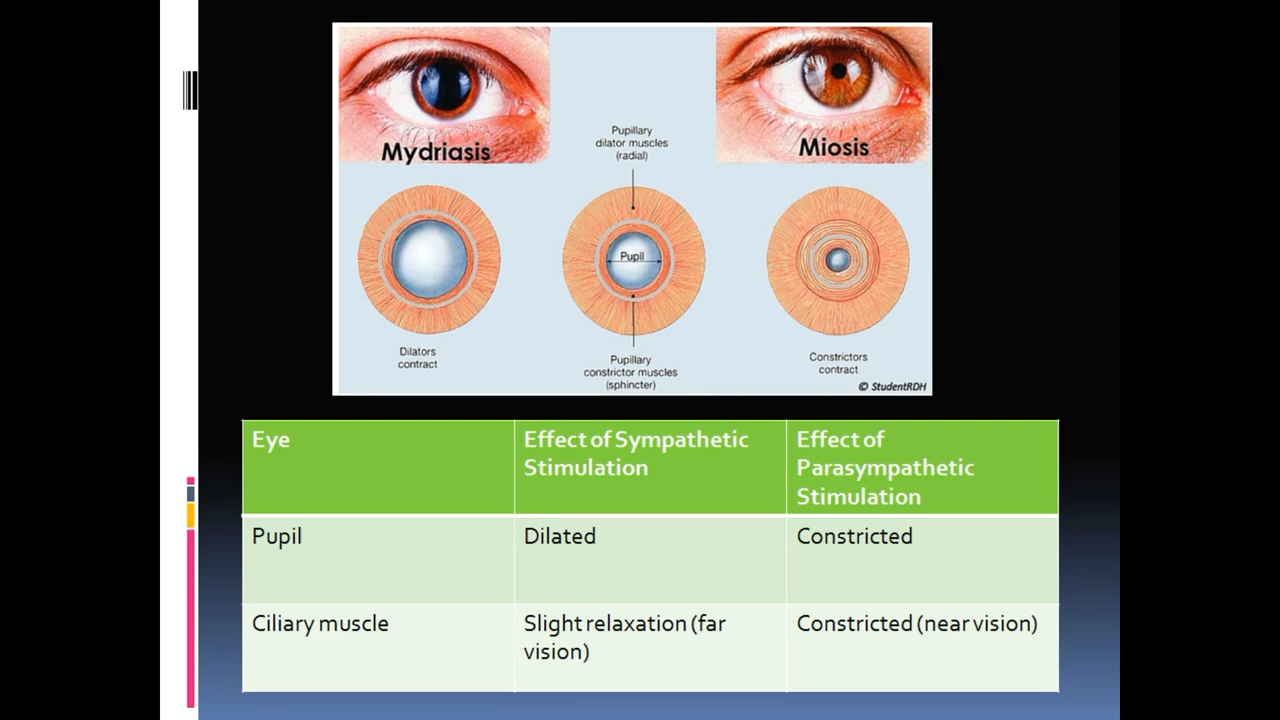 Mydriasis
Miosis
Pupillary
dilator muscles
(radial)
Pupil
Dilators
contract
Pupillary
constrictor muscles
(sphincter)
Constrictors
contract
© StudentRDH
Eye
Effect of Sympathetic
Stimulation
Effect of
Parasympathetic
Stimulation
Pupil
Dilated
Constricted
Ciliary muscle
Slight relaxation (far
vision)
Constricted (near vision)